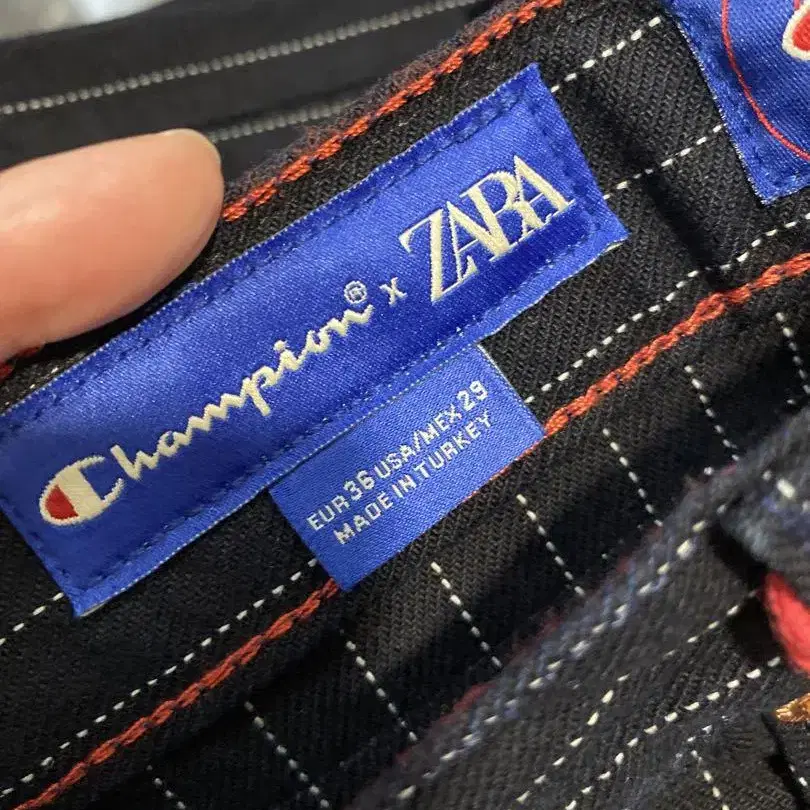 Champion® x ZARA
EUR 36 USA/MEX 29
MADE IN TURKEY